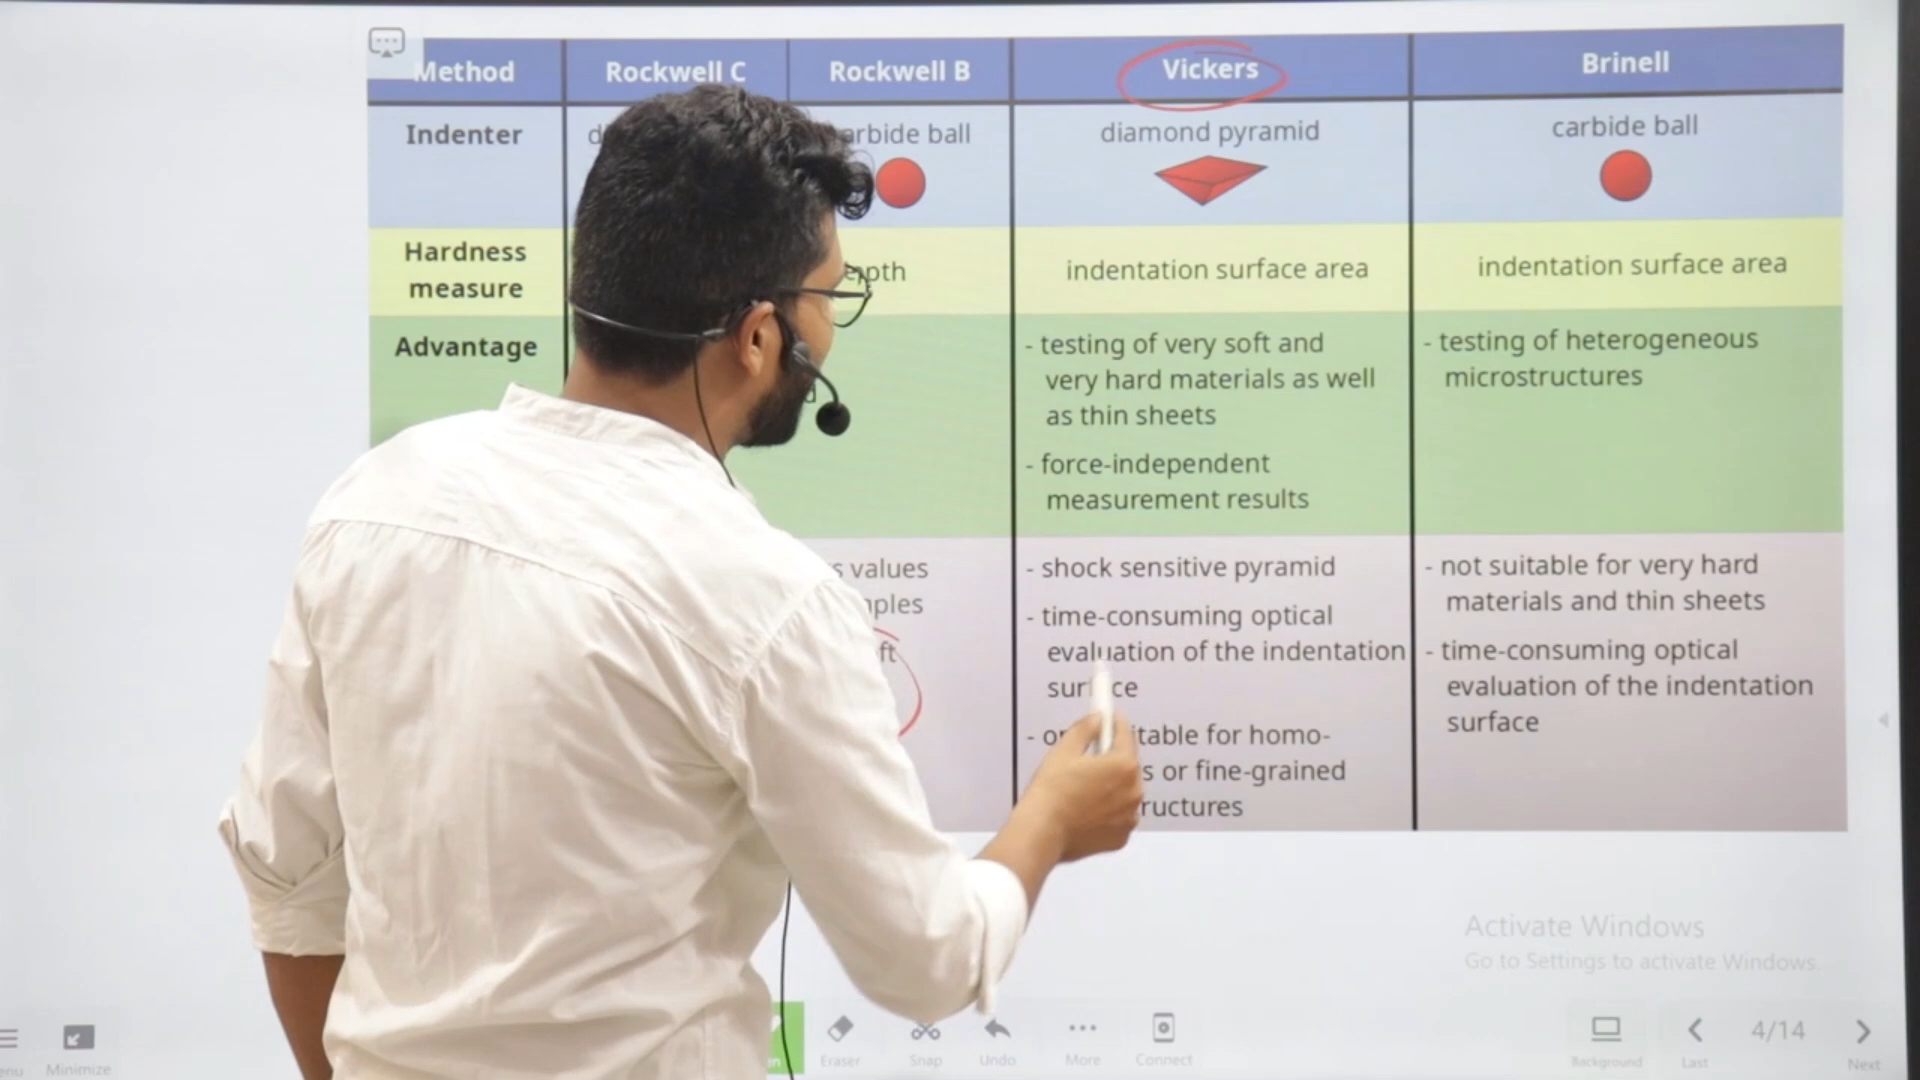 Method
Rockwell C
Rockwell B
Vickers
Brinell
Indenter
ball
diamond pyramid
carbide ball
Hardness
measure
indentation surface area
indentation surface area
Advantage
- testing of very soft and
very hard materials as well
as thin sheets
- force-independent
measurement results
- testing of heterogeneous
microstructures
values
- shock sensitive pyramid
- time-consuming optical
evaluation of the indentation
- for homo-
or fine-grained
- not suitable for very hard
materials and thin sheets
- time-consuming optical
evaluation of the indentation
surface
Activate Windows
Go to Settings to activate Windows.
Minimize
Eraser
Snap
Undo
More
Connect
Background
Last
4/14
Next